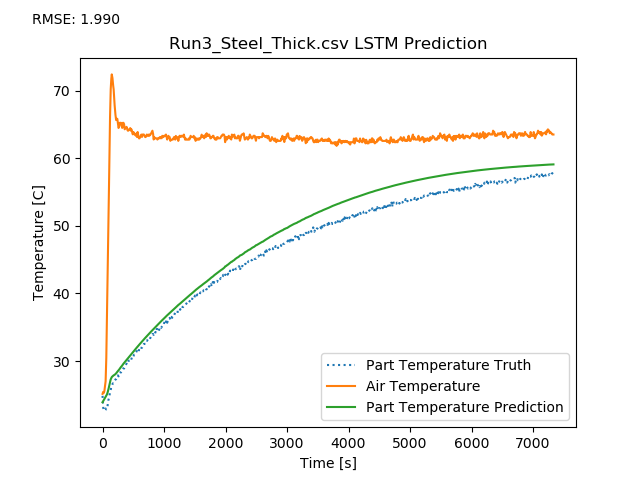 RMSE: 1.990
Run3_Steel_Thick.csv LSTM Prediction
Temperature [C]
70
60
50
40
30
Part Temperature Truth
Air Temperature
Part Temperature Prediction
0 1000 2000 3000 4000 5000 6000 7000
Time [s]